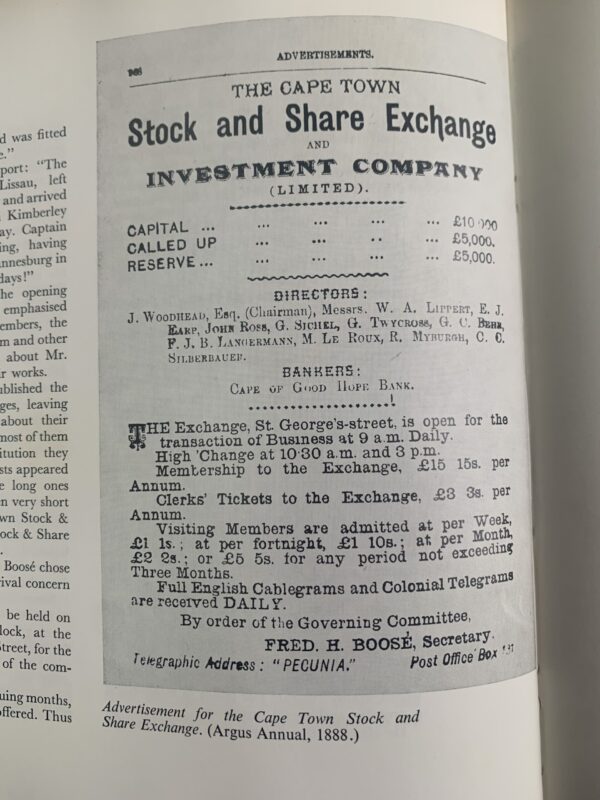 d was fitted
e."
port: "The
Lissau, left
and arrived
Kimberley
ay. Captain
ing, having
annesburg in
days!"
he opening
emphasised
embers, the
m and other
about Mr.
r works.
ublished the
ges, leaving
about their
most of them
titution they
sts appeared
e long ones
n very short
wn Stock &
ock & Share
.
Boosé chose
rival concern
be held on
lock, at the
Street, for the
of the com-
uing months,
offered. Thus
ADVERTISEMENTS.
THE CAPE TOWN
Stock and Share Exchange
AND
INVESTMENT COMPANY
(LIMITED).
CAPITAL ... ... ... ... £10 000
CALLED UP ... ... ... £5,000.
RESERVE ... ... ... ... £5,000.
DIRECTORS:
J. WOODHEAD, Esq. (Chairman), Messrs. W. A. LIPPERT, E. J.
EARP, JOHN ROSS, G. SICHEL, G. TWYCROSS, G. C. BEHR,
F. J. B. LANGERMANN, M. LE ROUX, R. MYBURGH, C. C.
SILBERBAUER.
BANKERS:
CAPE OF GOOD HOPE BANK.
THE Exchange, St. George's-street, is open for the
transaction of Business at 9 a.m. Daily.
High 'Change at 10·30 a.m. and 3 p.m.
Membership to the Exchange, £15 15s. per
Annum.
Clerks' Tickets to the Exchange, £3 3s. per
Annum.
Visiting Members are admitted at per Week,
£1 1s.; at per fortnight, £1 10s.; at per Month,
£2 2s.; or £5 5s. for any period not exceeding
Three Months.
Full English Cablegrams and Colonial Telegrams
are received DAILY.
By order of the Governing Committee,
FRED. H. BOOSÉ, Secretary.
Telegraphic Address: "PECUNIA." Post Office Box
Advertisement for the Cape Town Stock and
Share Exchange. (Argus Annual, 1888.)